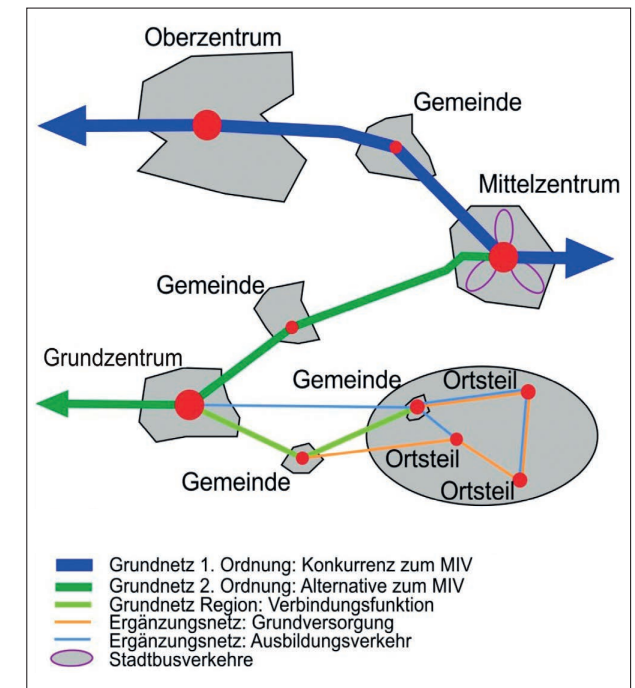 Oberzentrum
Gemeinde
Mittelzentrum
Gemeinde
Grundzentrum
Gemeinde
Ortsteil
Ortsteil
Gemeinde
Ortsteil
Grundnetz 1. Ordnung: Konkurrenz zum MIV
Grundnetz 2. Ordnung: Alternative zum MIV
Grundnetz Region: Verbindungsfunktion
Ergänzungsnetz: Grundversorgung
Ergänzungsnetz: Ausbildungsverkehr
Stadtbusverkehre